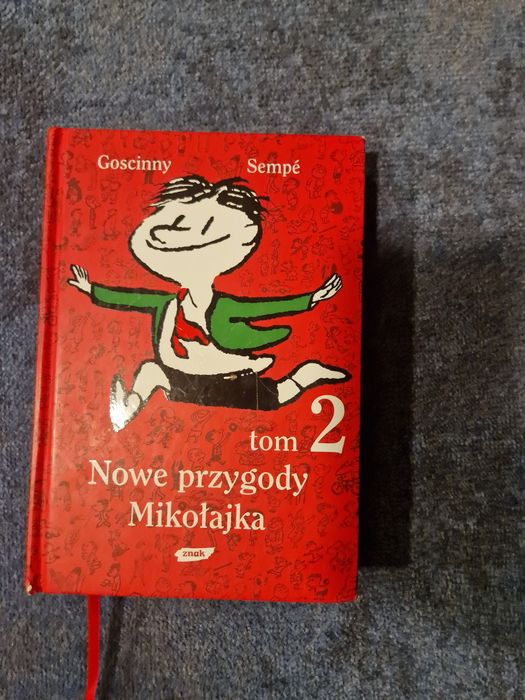 Goscinny Sempé
tom 2
Nowe przygody
Mikołajka
znak